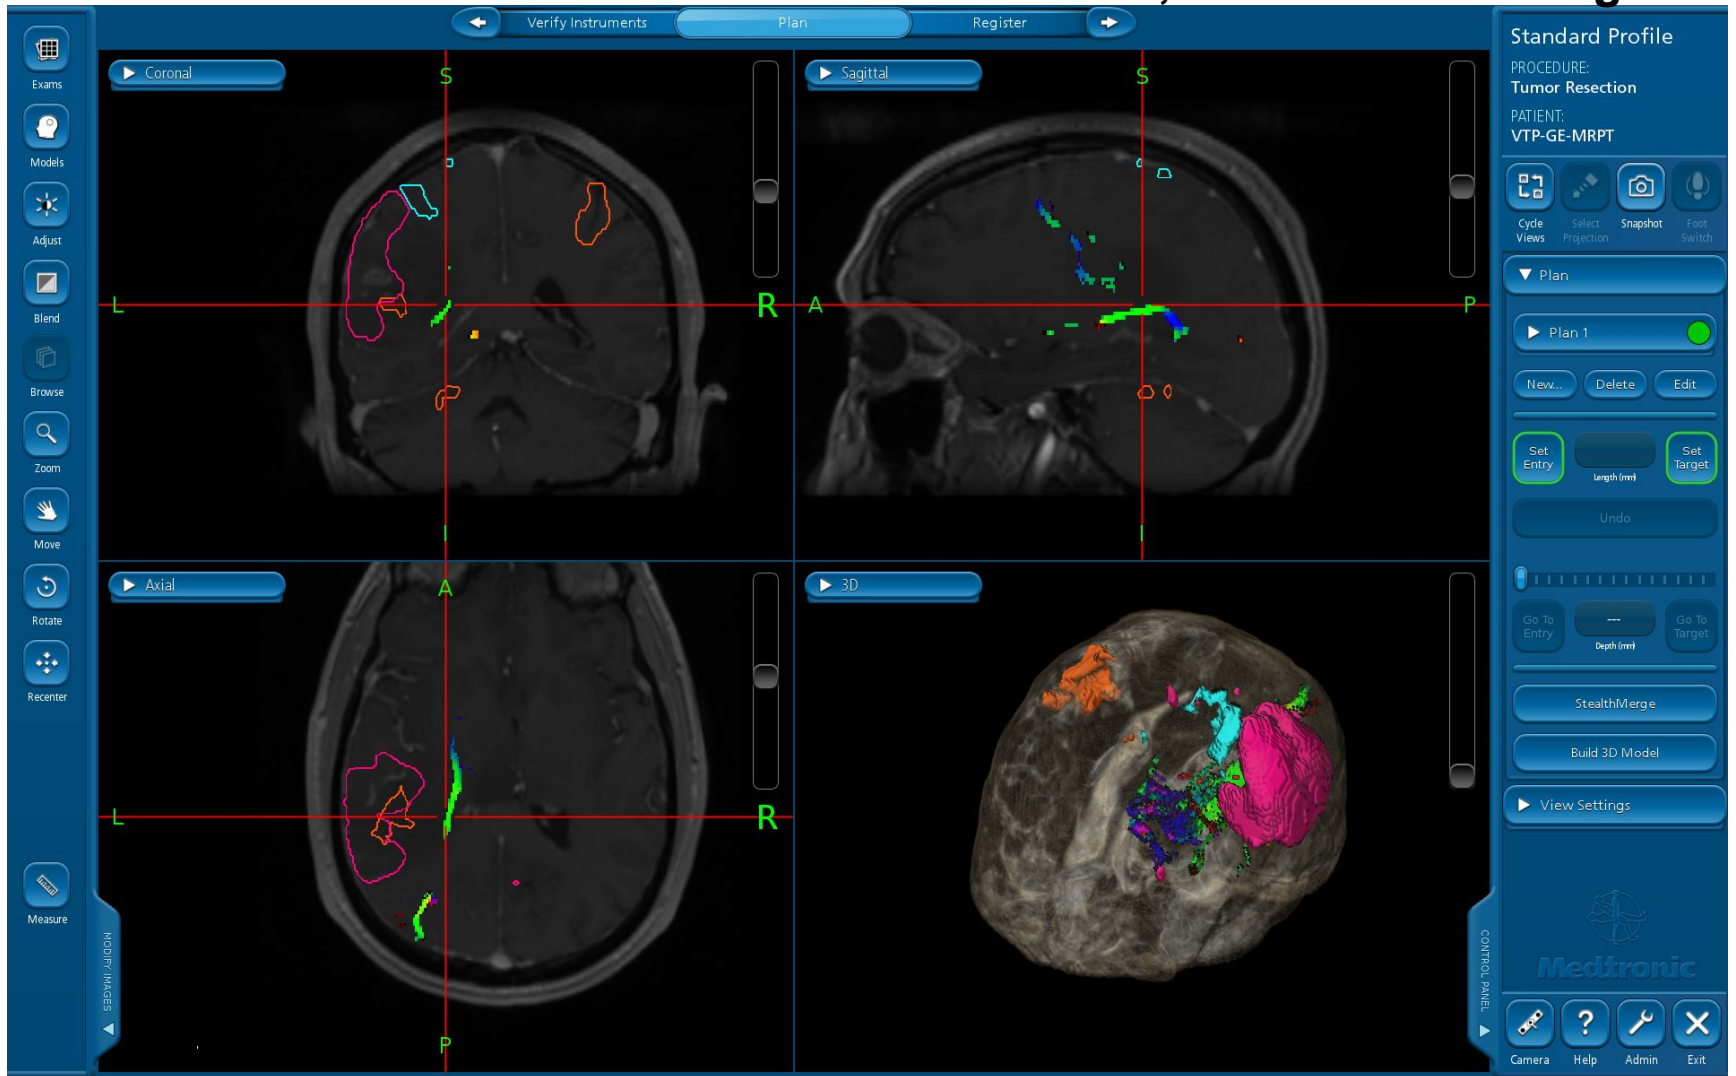 Verify Instruments
Plan
Register
Exams
Models
Adjust
Blend
Browse
Zoom
Move
Rotate
Recenter
Measure
MODIFY IMAGES
Coronal
S
L
R
I
Sagittal
S
A
P
I
Axial
A
L
R
P
3D
Standard Profile
PROCEDURE:
Tumor Resection
PATIENT:
VTP-GE-MRPT
Cycle
Views
Select
Projection
Snapshot
Foot
Switch
Plan
Plan 1
New...
Delete
Edit
Set
Entry
Length (mm)
Set
Target
Undo
Go To
Entry
---
Depth (mm)
Go To
Target
StealthMerge
Build 3D Model
View Settings
CONTROL PANEL
Medtronic
Camera
Help
Admin
Exit